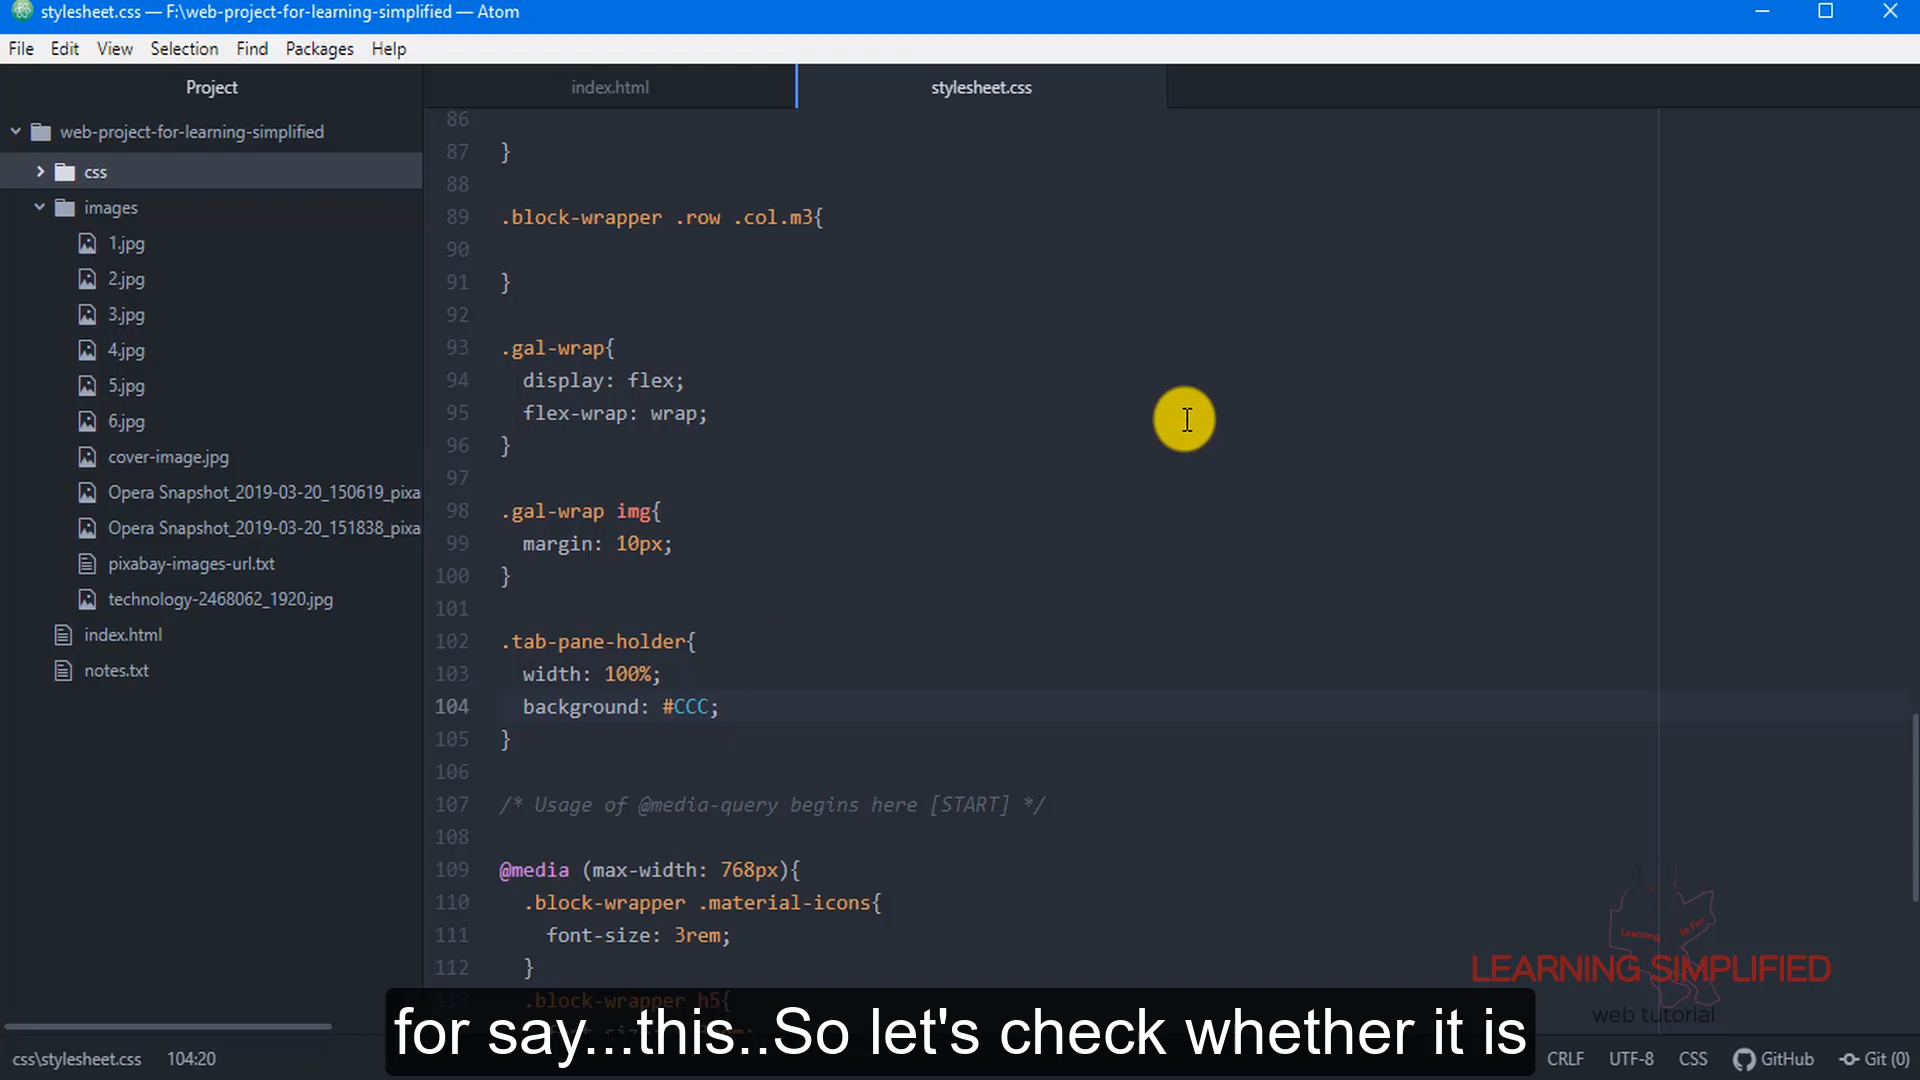 stylesheet.css — F:\web-project-for-learning-simplified — Atom
File Edit View Selection Find Packages Help
Project
index.html
stylesheet.css
web-project-for-learning-simplified
css
images
1.jpg
2.jpg
3.jpg
4.jpg
5.jpg
6.jpg
cover-image.jpg
Opera Snapshot_2019-03-20_150619_pixa
Opera Snapshot_2019-03-20_151838_pixa
pixabay-images-url.txt
technology-2468062_1920.jpg
index.html
notes.txt
86
87 }
88
89 .block-wrapper .row .col.m3{
90
91 }
92
93 .gal-wrap{
94 display: flex;
95 flex-wrap: wrap;
96 }
97
98 .gal-wrap img{
99 margin: 10px;
100 }
101
102 .tab-pane-holder{
103 width: 100%;
104 background: #CCC;
105 }
106
107 /* Usage of @media-query begins here [START] */
108
109 @media (max-width: 768px){
110 .block-wrapper .material-icons{
111 font-size: 3rem;
112 }
113 .block-wrapper h5{
Learning
LEARNING SIMPLIFIED
web tutorial
for say...this..So let's check whether it is
css\stylesheet.css 104:20
CRLF UTF-8 CSS GitHub Git (0)